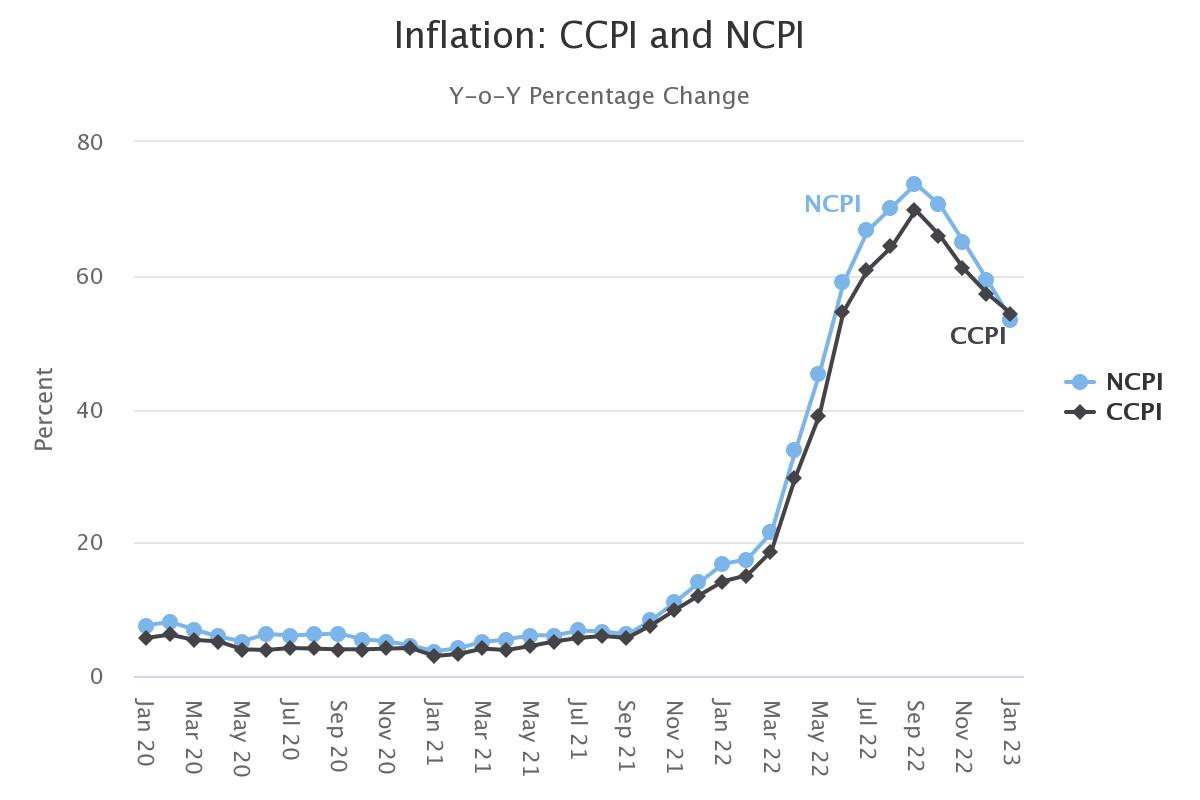 Inflation: CCPI and NCPI
Y-o-Y Percentage Change
Percent
80
60
40
20
0
NCPI
CCPI
NCPI
CCPI
Jan 20
Mar 20
May 20
Jul 20
Sep 20
Nov 20
Jan 21
Mar 21
May 21
Jul 21
Sep 21
Nov 21
Jan 22
Mar 22
May 22
Jul 22
Sep 22
Nov 22
Jan 23